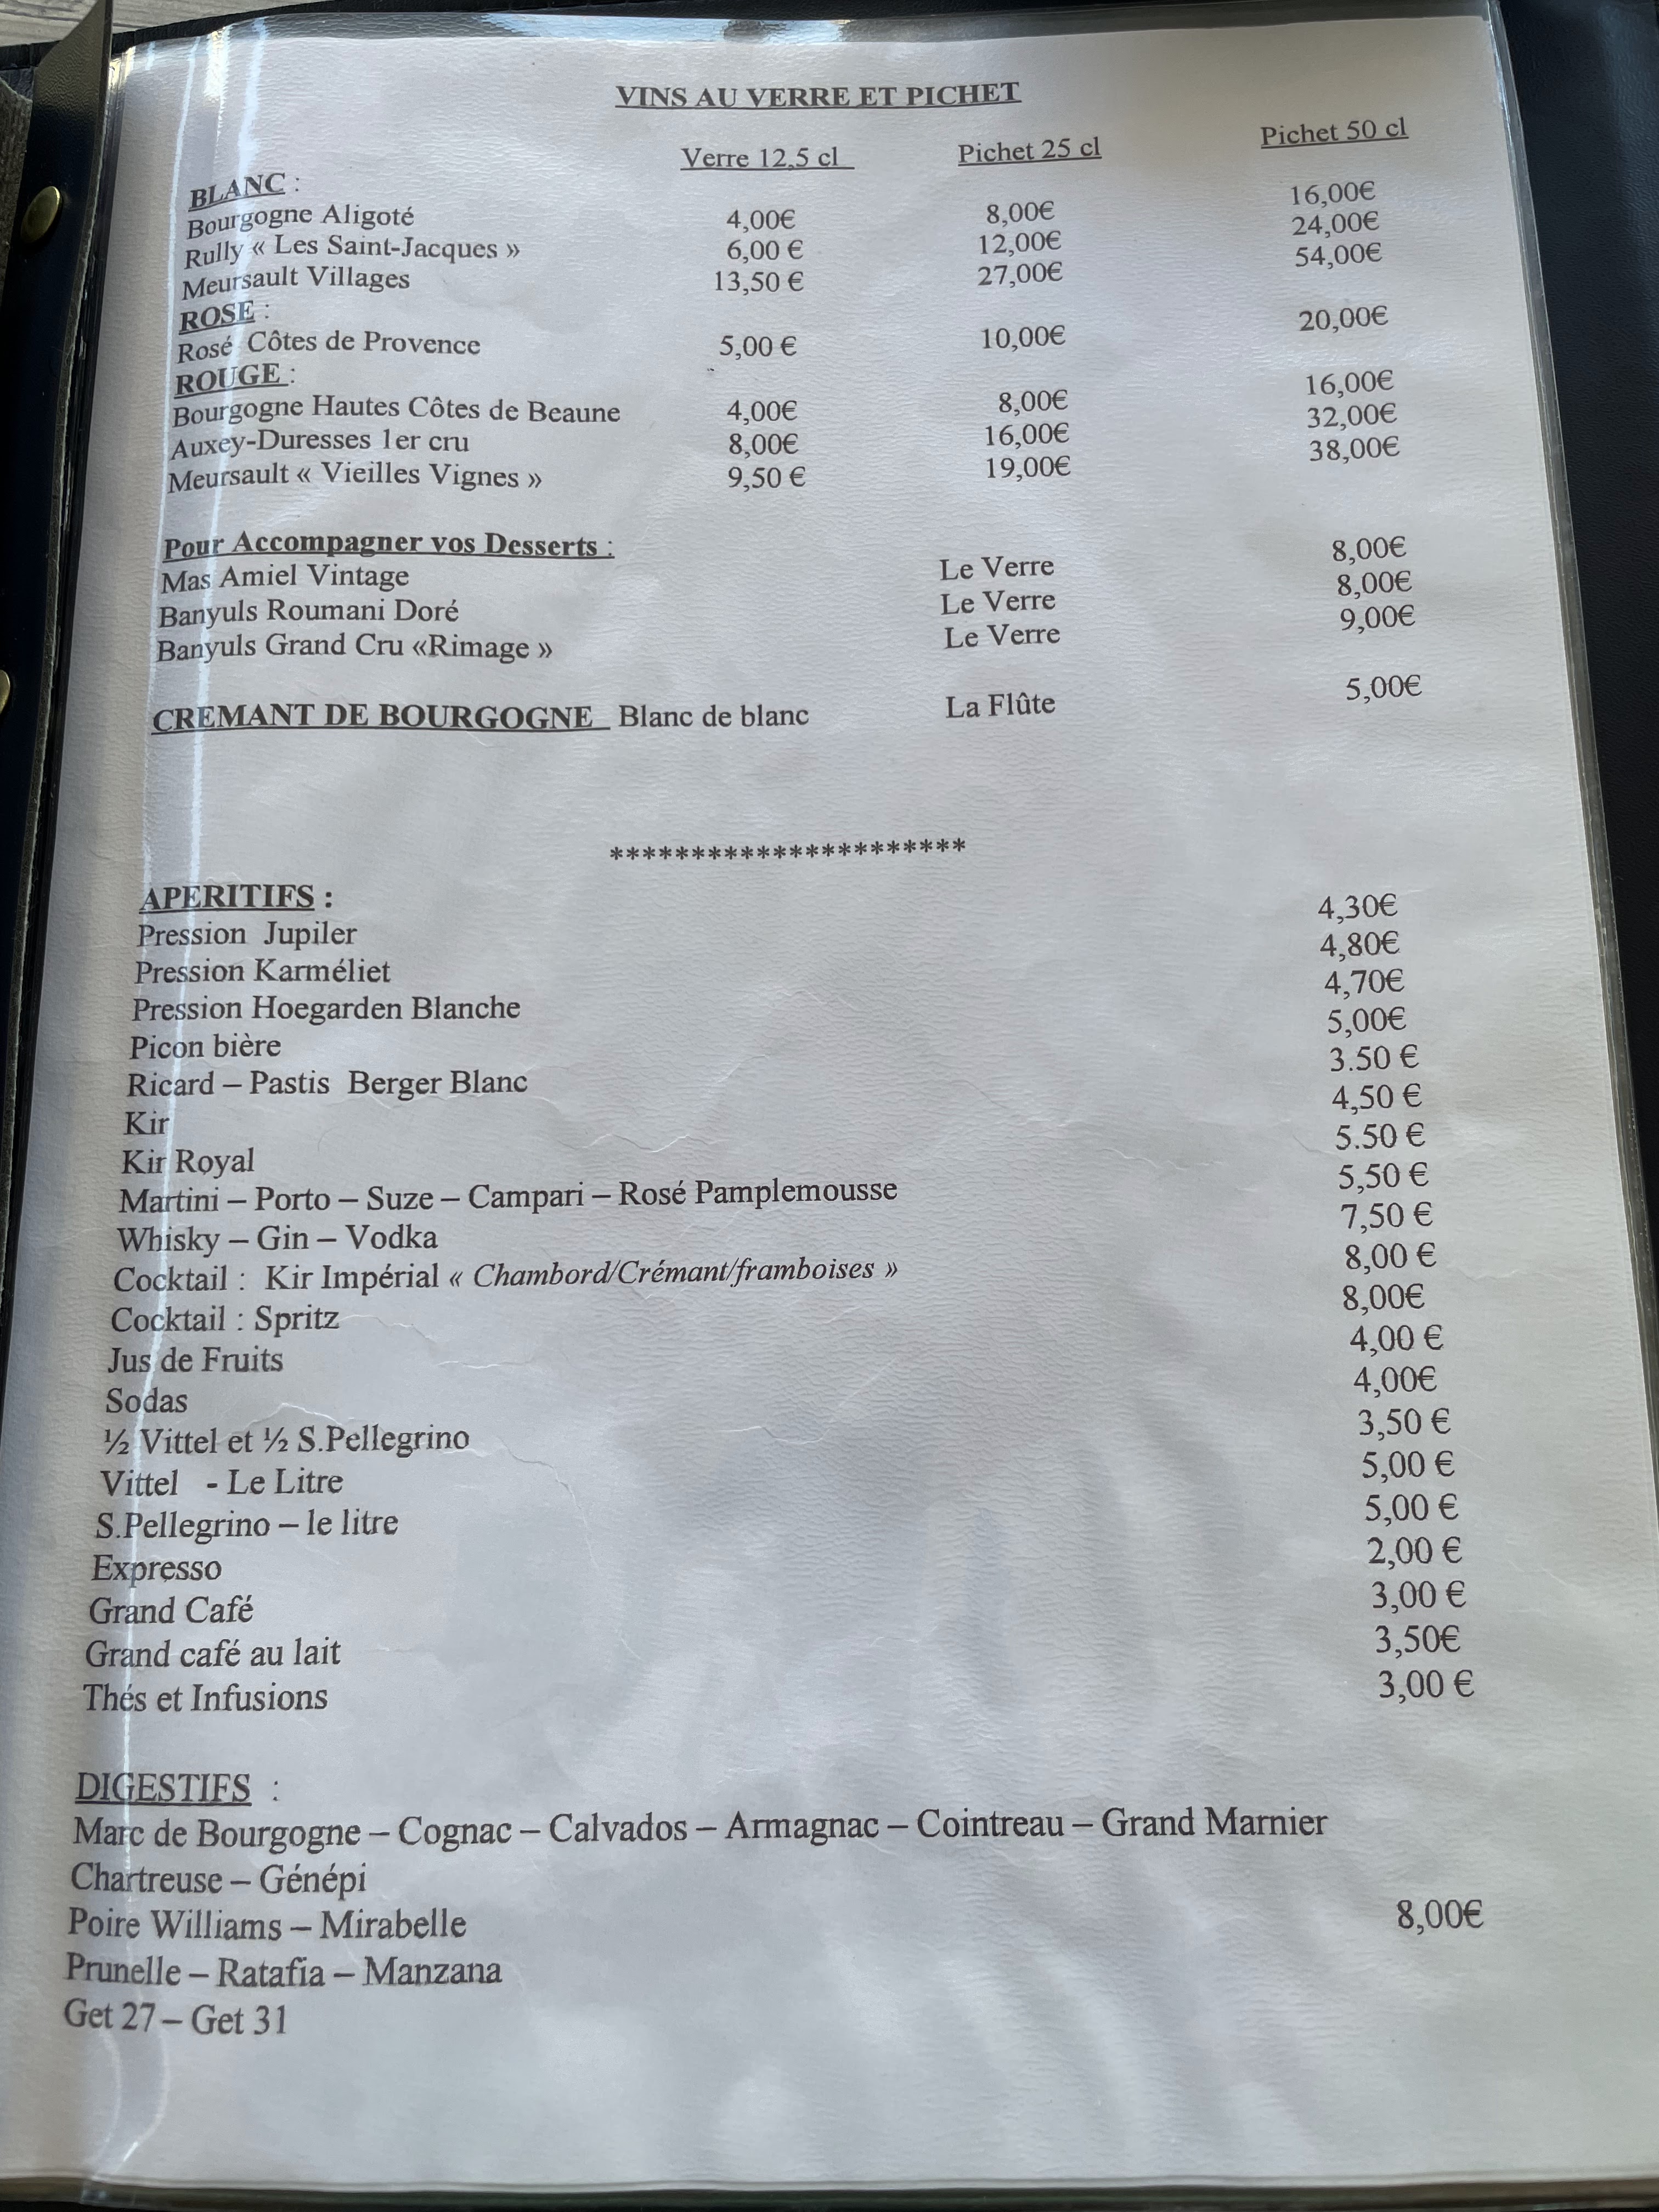 VINS AU VERRE ET PICHET
Verre 12,5 cl Pichet 25 cl Pichet 50 cl
BLANC :
Bourgogne Aligoté 4,00€ 8,00€ 16,00€
Rully « Les Saint-Jacques » 6,00 € 12,00€ 24,00€
Meursault Villages 13,50 € 27,00€ 54,00€
ROSE :
Rosé Côtes de Provence 5,00 € 10,00€ 20,00€
ROUGE :
Bourgogne Hautes Côtes de Beaune 4,00€ 8,00€ 16,00€
Auxey-Duresses 1er cru 8,00€ 16,00€ 32,00€
Meursault « Vieilles Vignes » 9,50 € 19,00€ 38,00€
Pour Accompagner vos Desserts :
Mas Amiel Vintage Le Verre 8,00€
Banyuls Roumani Doré Le Verre 8,00€
Banyuls Grand Cru «Rimage » Le Verre 9,00€
CREMANT DE BOURGOGNE Blanc de blanc La Flûte 5,00€
**********************
APERITIFS :
Pression Jupiler 4,30€
Pression Karméliet 4,80€
Pression Hoegarden Blanche 4,70€
Picon bière 5,00€
Ricard – Pastis Berger Blanc 3.50 €
Kir 4,50 €
Kir Royal 5.50 €
Martini – Porto – Suze – Campari – Rosé Pamplemousse 5,50 €
Whisky – Gin – Vodka 7,50 €
Cocktail : Kir Impérial « Chambord/Crémant/framboises » 8,00 €
Cocktail : Spritz 8,00€
Jus de Fruits 4,00 €
Sodas 4,00€
½ Vittel et ½ S.Pellegrino 3,50 €
Vittel - Le Litre 5,00 €
S.Pellegrino – le litre 5,00 €
Expresso 2,00 €
Grand Café 3,00 €
Grand café au lait 3,50€
Thés et Infusions 3,00 €
DIGESTIFS :
Marc de Bourgogne – Cognac – Calvados – Armagnac – Cointreau – Grand Marnier
Chartreuse – Génépi
Poire Williams – Mirabelle 8,00€
Prunelle – Ratafia – Manzana
Get 27 – Get 31